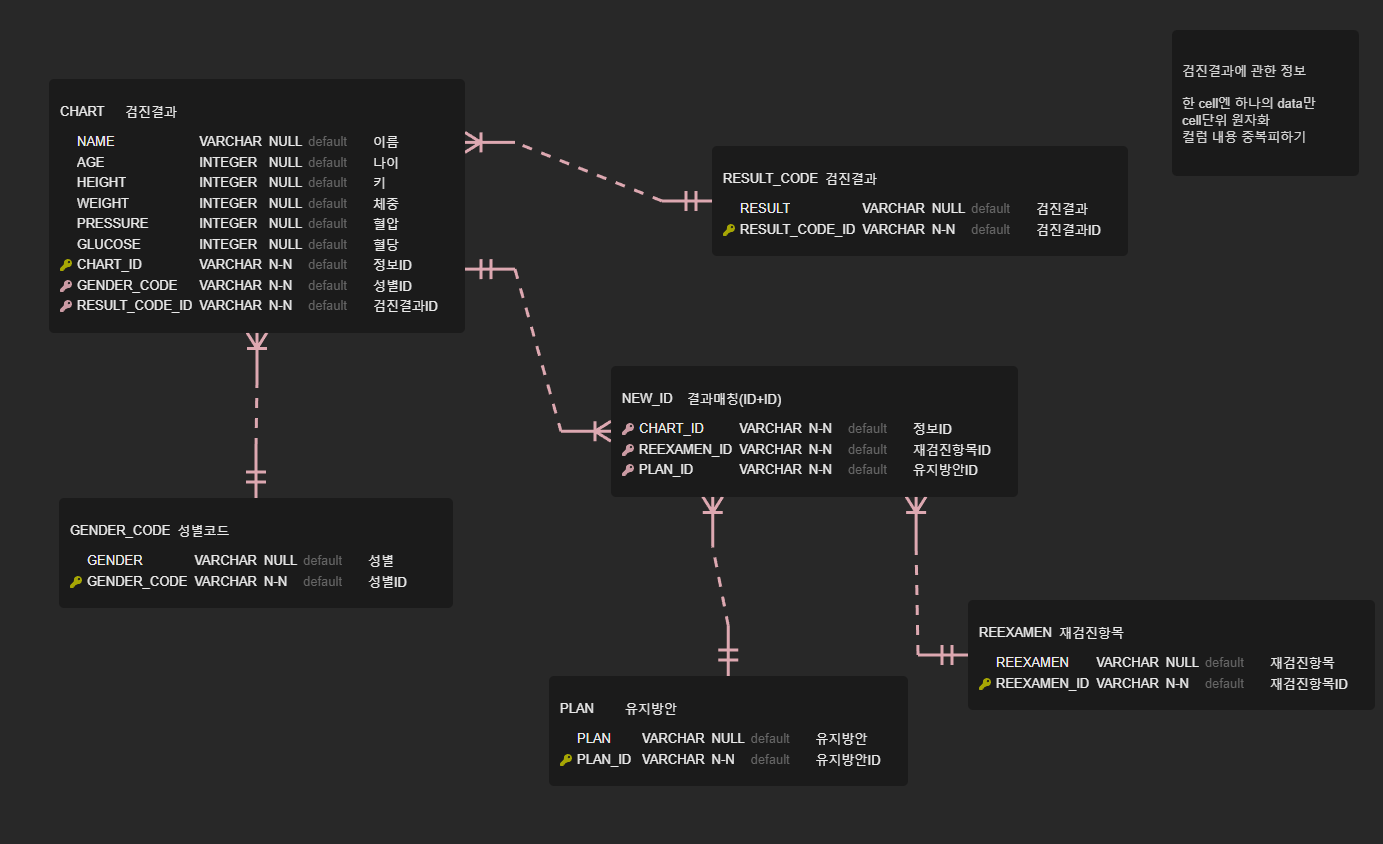 CHART 검진결과
NAME VARCHAR NULL default 이름
AGE INTEGER NULL default 나이
HEIGHT INTEGER NULL default 키
WEIGHT INTEGER NULL default 체중
PRESSURE INTEGER NULL default 혈압
GLUCOSE INTEGER NULL default 혈당
CHART_ID VARCHAR N-N default 정보ID
GENDER_CODE VARCHAR N-N default 성별ID
RESULT_CODE_ID VARCHAR N-N default 검진결과ID
RESULT_CODE 검진결과
RESULT VARCHAR NULL default 검진결과
RESULT_CODE_ID VARCHAR N-N default 검진결과ID
검진결과에 관한 정보
한 cell엔 하나의 data만
cell단위 원자화
컬럼 내용 중복피하기
NEW_ID 결과매칭(ID+ID)
CHART_ID VARCHAR N-N default 정보ID
REEXAMEN_ID VARCHAR N-N default 재검진항목ID
PLAN_ID VARCHAR N-N default 유지방안ID
GENDER_CODE 성별코드
GENDER VARCHAR NULL default 성별
GENDER_CODE VARCHAR N-N default 성별ID
REEXAMEN 재검진항목
REEXAMEN VARCHAR NULL default 재검진항목
REEXAMEN_ID VARCHAR N-N default 재검진항목ID
PLAN 유지방안
PLAN VARCHAR NULL default 유지방안
PLAN_ID VARCHAR N-N default 유지방안ID